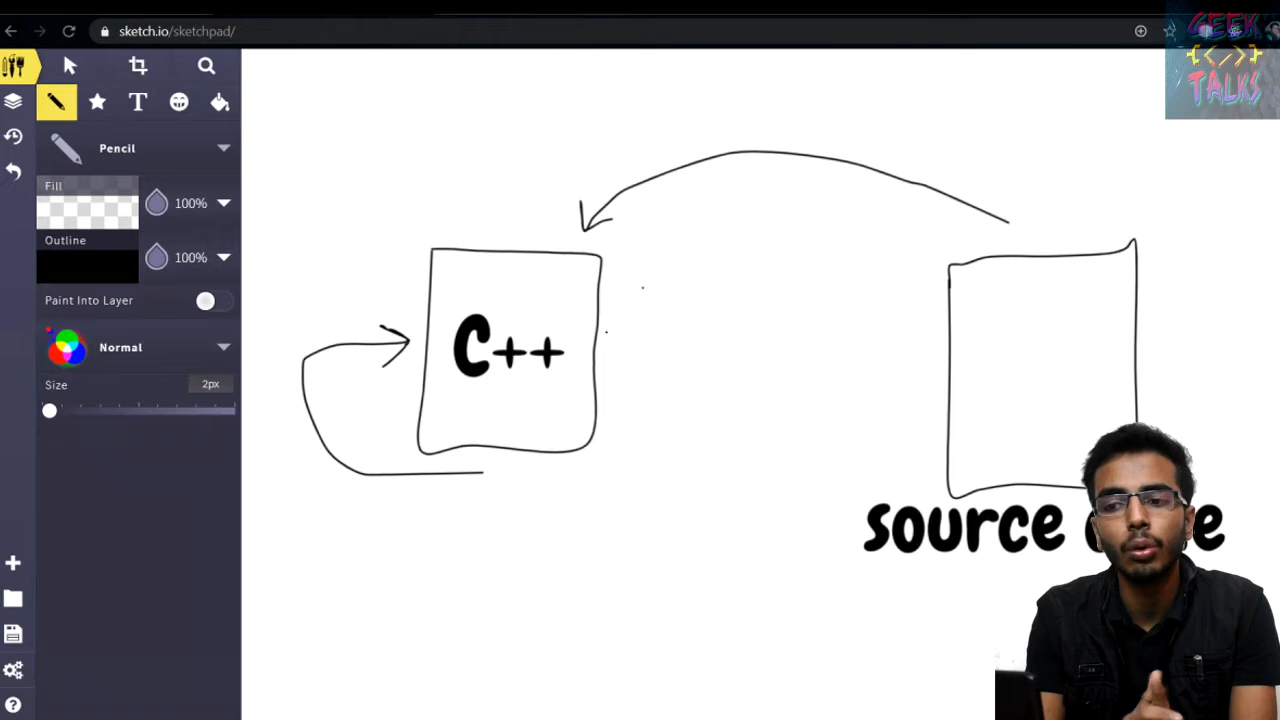 sketch.io/sketchpad/
GEEK
</>
TALKS
Pencil
Fill
100%
Outline
100%
Paint Into Layer
Normal
Size
2px
C++
source